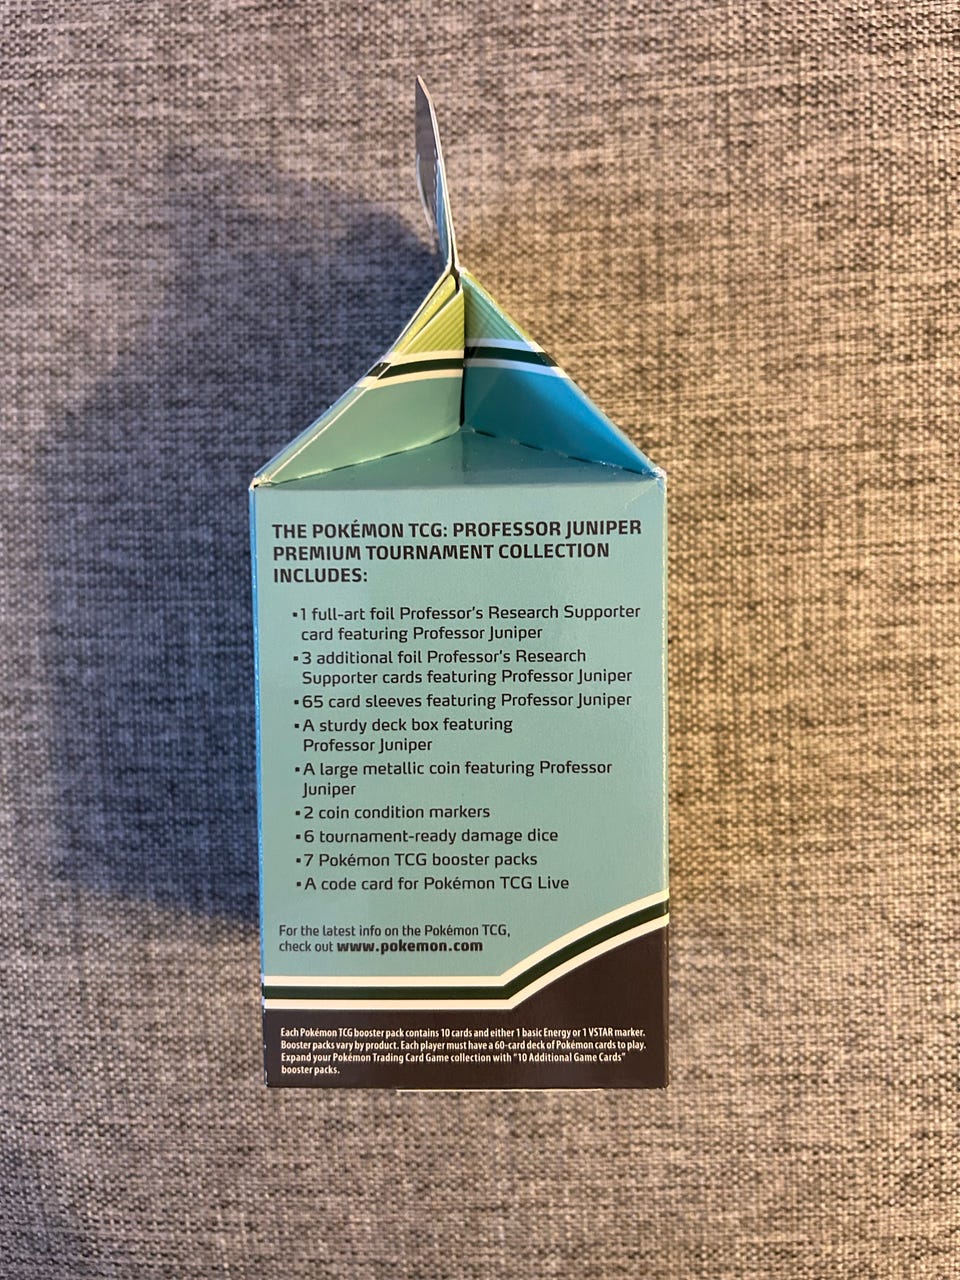 THE POKÉMON TCG: PROFESSOR JUNIPER
PREMIUM TOURNAMENT COLLECTION
INCLUDES:
▪1 full-art foil Professor's Research Supporter
card featuring Professor Juniper
▪3 additional foil Professor's Research
Supporter cards featuring Professor Juniper
▪65 card sleeves featuring Professor Juniper
▪A sturdy deck box featuring
Professor Juniper
▪A large metallic coin featuring Professor
Juniper
▪2 coin condition markers
▪6 tournament-ready damage dice
▪7 Pokémon TCG booster packs
▪A code card for Pokémon TCG Live
For the latest info on the Pokémon TCG,
check out www.pokemon.com
Each Pokémon TCG booster pack contains 10 cards and either 1 basic Energy or 1 VSTAR marker.
Booster packs vary by product. Each player must have a 60-card deck of Pokémon cards to play.
Expand your Pokémon Trading Card Game collection with "10 Additional Game Cards"
booster packs.